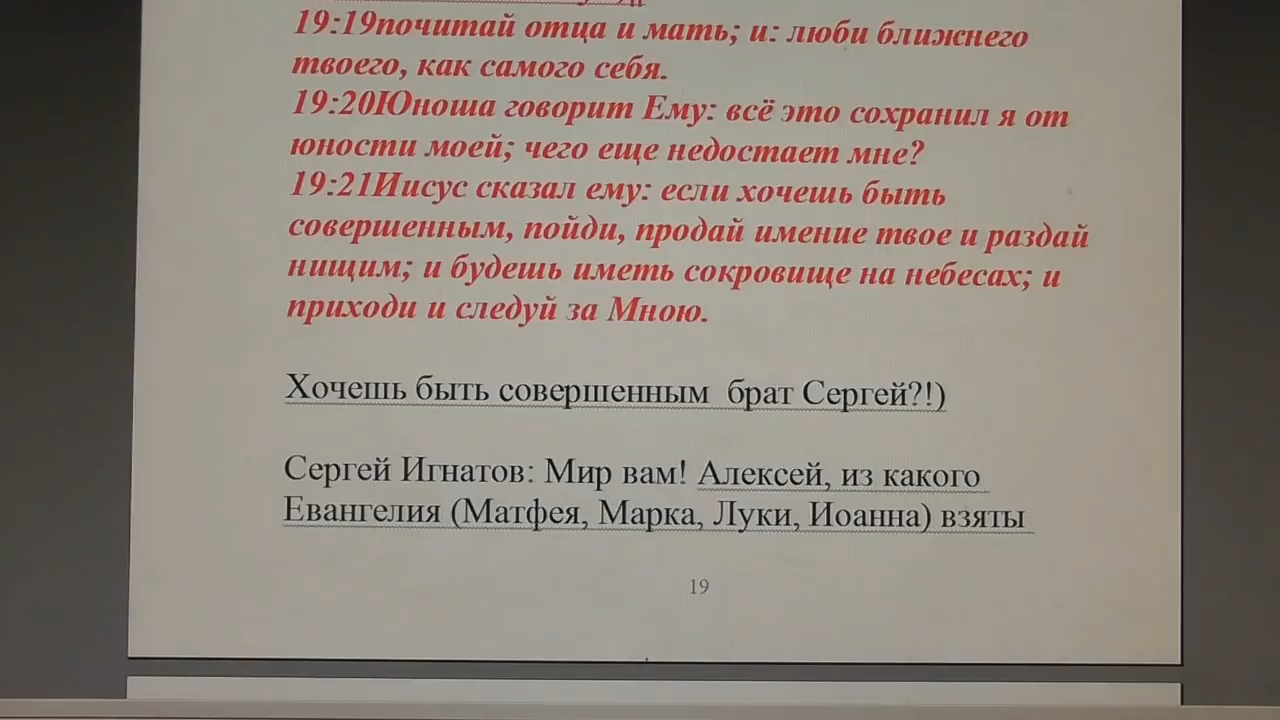 19:19почитай отца и мать; и: люби ближнего
твоего, как самого себя.
19:20Юноша говорит Ему: всё это сохранил я от
юности моей; чего еще недостает мне?
19:21Иисус сказал ему: если хочешь быть
совершенным, пойди, продай имение твое и раздай
нищим; и будешь иметь сокровище на небесах; и
приходи и следуй за Мною.
Хочешь быть совершенным  брат Сергей?!)
Сергей Игнатов: Мир вам! Алексей, из какого
Евангелия (Матфея, Марка, Луки, Иоанна) взяты
19